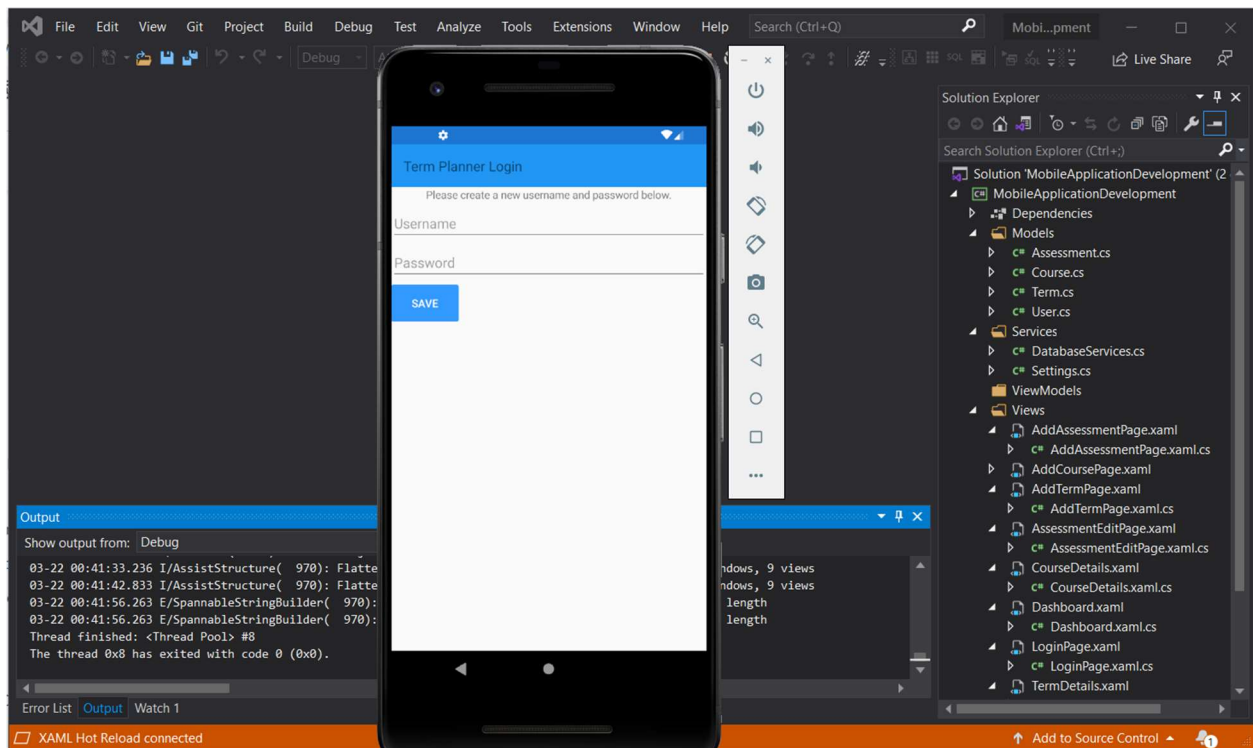 File Edit View Git Project Build Debug Test Analyze Tools Extensions Window Help Search (Ctrl+Q) Mobi...pment
Debug
Live Share
Term Planner Login
Please create a new username and password below.
Username
Password
SAVE
Solution Explorer
Search Solution Explorer (Ctrl+;)
Solution 'MobileApplicationDevelopment' (2
C# MobileApplicationDevelopment
Dependencies
Models
C# Assessment.cs
C# Course.cs
C# Term.cs
C# User.cs
Services
C# DatabaseServices.cs
C# Settings.cs
ViewModels
Views
AddAssessmentPage.xaml
C# AddAssessmentPage.xaml.cs
AddCoursePage.xaml
AddTermPage.xaml
C# AddTermPage.xaml.cs
AssessmentEditPage.xaml
C# AssessmentEditPage.xaml.cs
CourseDetails.xaml
C# CourseDetails.xaml.cs
Dashboard.xaml
C# Dashboard.xaml.cs
LoginPage.xaml
C# LoginPage.xaml.cs
TermDetails.xaml
Output
Show output from: Debug
03-22 00:41:33.236 I/AssistStructure( 970): Flatte ndows, 9 views
03-22 00:41:42.833 I/AssistStructure( 970): Flatte ndows, 9 views
03-22 00:41:56.263 E/SpannableStringBuilder( 970): length
03-22 00:41:56.263 E/SpannableStringBuilder( 970): length
Thread finished: <Thread Pool> #8
The thread 0x8 has exited with code 0 (0x0).
Error List Output Watch 1
XAML Hot Reload connected
Add to Source Control
1